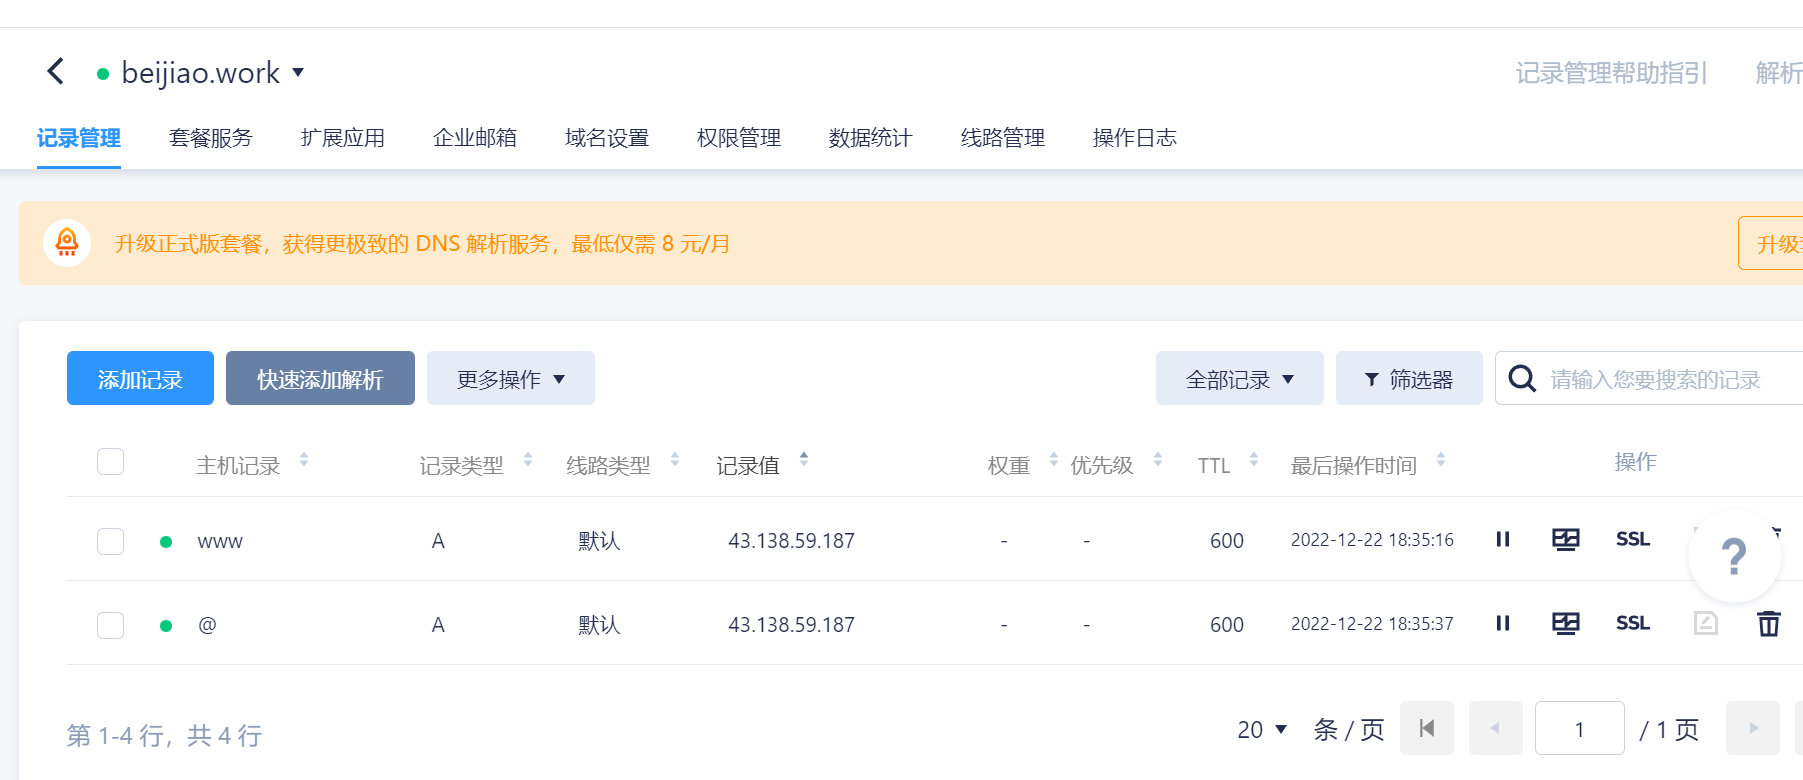 beijiao.work
记录管理帮助指引
解析
记录管理 套餐服务 扩展应用 企业邮箱 域名设置 权限管理 数据统计 线路管理 操作日志
升级正式版套餐，获得更极致的 DNS 解析服务，最低仅需 8 元/月
升级
添加记录 快速添加解析 更多操作 全部记录 筛选器 请输入您要搜索的记录
主机记录 记录类型 线路类型 记录值 权重 优先级 TTL 最后操作时间 操作
www A 默认 43.138.59.187 - - 600 2022-12-22 18:35:16 SSL
?
@ A 默认 43.138.59.187 - - 600 2022-12-22 18:35:37 SSL
第 1-4 行，共 4 行 20 条 / 页 1 / 1 页